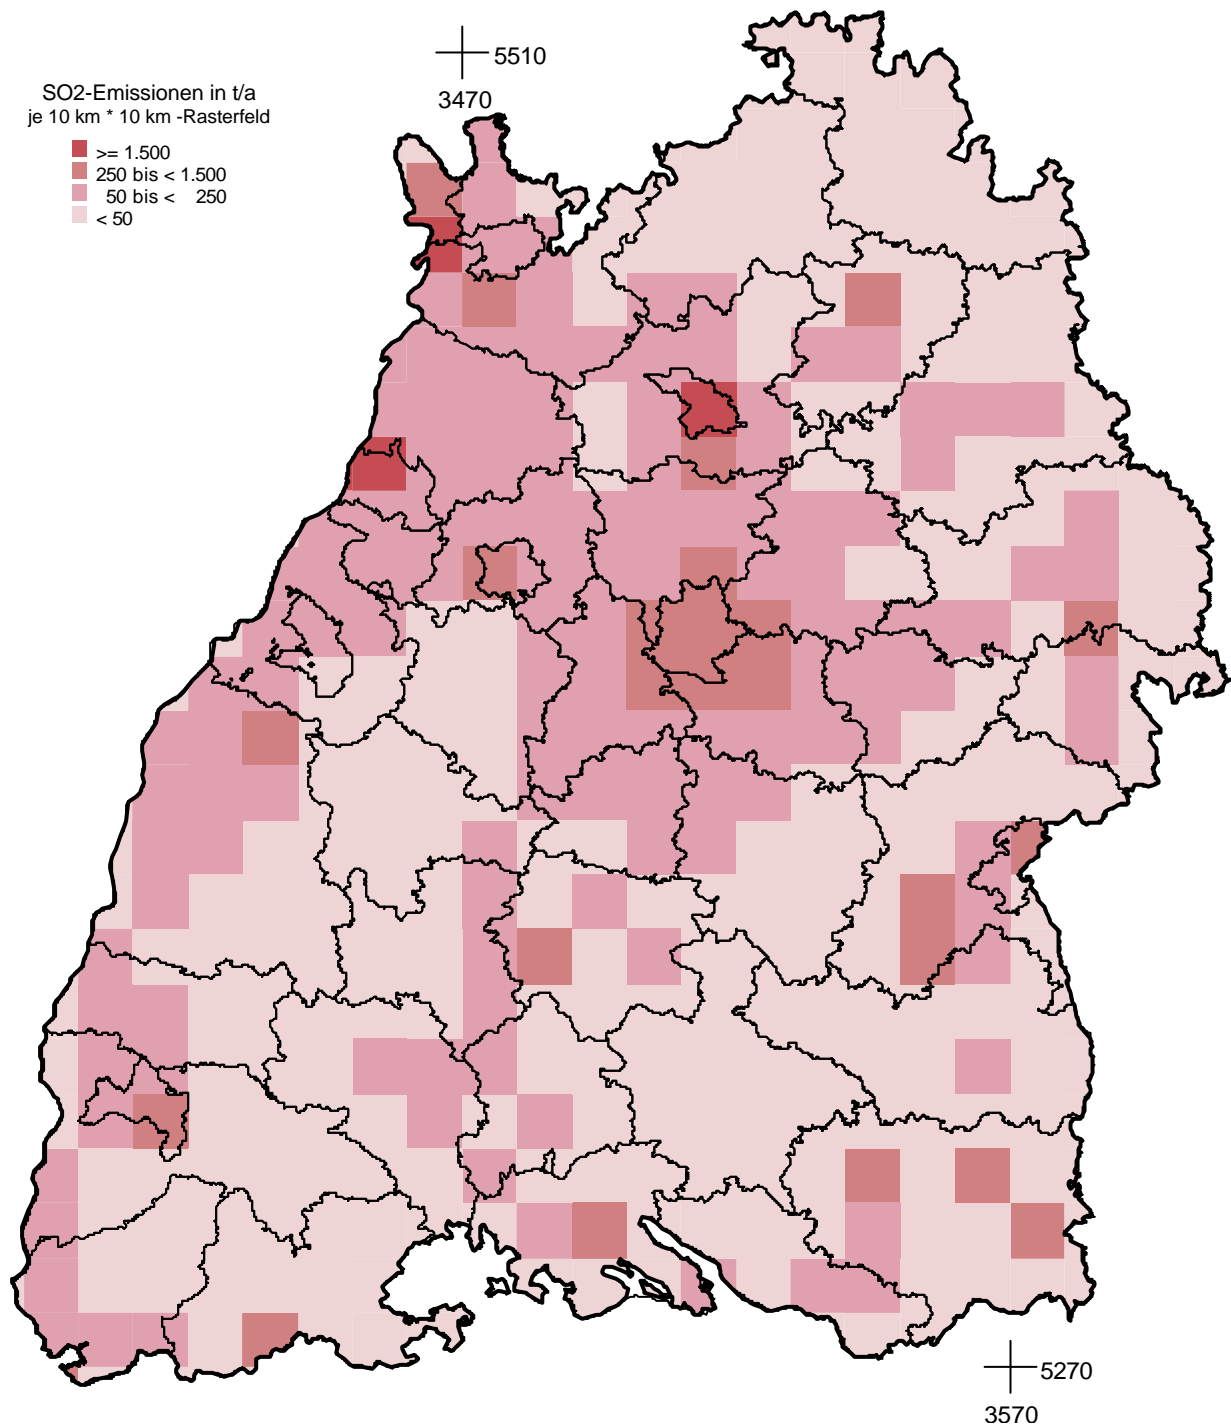 5510
3470
SO2-Emissionen in t/a
je 10 km * 10 km -Rasterfeld
>= 1.500
250 bis < 1.500
50 bis < 250
< 50
5270
3570